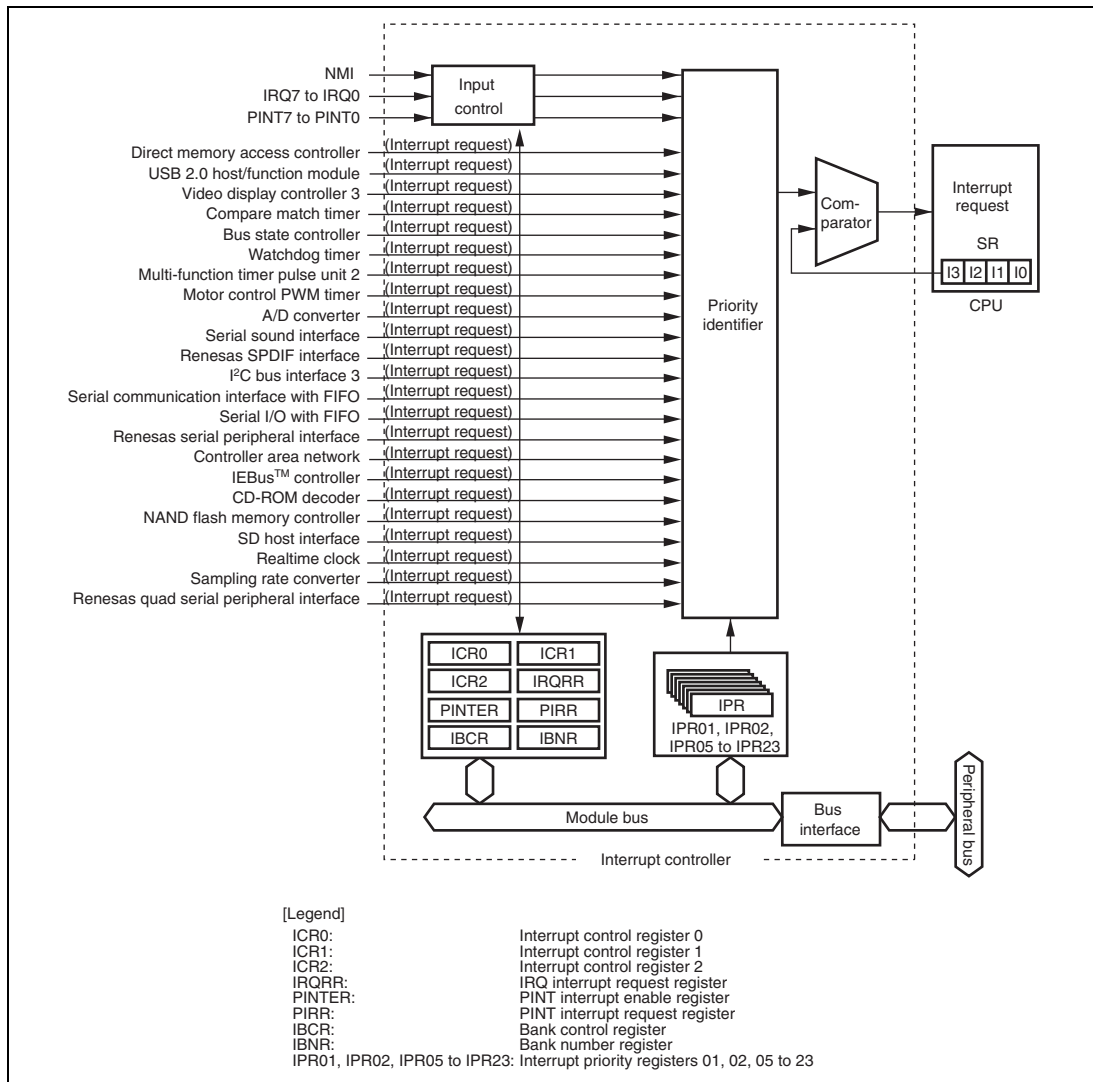 NMI
IRQ7 to IRQ0
PINT7 to PINT0
Input
control
Direct memory access controller (Interrupt request)
USB 2.0 host/function module (Interrupt request)
Video display controller 3 (Interrupt request)
Compare match timer (Interrupt request)
Bus state controller (Interrupt request)
Watchdog timer (Interrupt request)
Multi-function timer pulse unit 2 (Interrupt request)
Motor control PWM timer (Interrupt request)
A/D converter (Interrupt request)
Serial sound interface (Interrupt request)
Renesas SPDIF interface (Interrupt request)
I²C bus interface 3 (Interrupt request)
Serial communication interface with FIFO (Interrupt request)
Serial I/O with FIFO (Interrupt request)
Renesas serial peripheral interface (Interrupt request)
Controller area network (Interrupt request)
IEBus™ controller (Interrupt request)
CD-ROM decoder (Interrupt request)
NAND flash memory controller (Interrupt request)
SD host interface (Interrupt request)
Realtime clock (Interrupt request)
Sampling rate converter (Interrupt request)
Renesas quad serial peripheral interface (Interrupt request)
Priority
identifier
Com-
parator
Interrupt
request
SR
I3 I2 I1 I0
CPU
ICR0 ICR1
ICR2 IRQRR
PINTER PIRR
IBCR IBNR
IPR
IPR01, IPR02,
IPR05 to IPR23
Module bus
Bus
interface
Peripheral bus
Interrupt controller
[Legend]
ICR0: Interrupt control register 0
ICR1: Interrupt control register 1
ICR2: Interrupt control register 2
IRQRR: IRQ interrupt request register
PINTER: PINT interrupt enable register
PIRR: PINT interrupt request register
IBCR: Bank control register
IBNR: Bank number register
IPR01, IPR02, IPR05 to IPR23: Interrupt priority registers 01, 02, 05 to 23